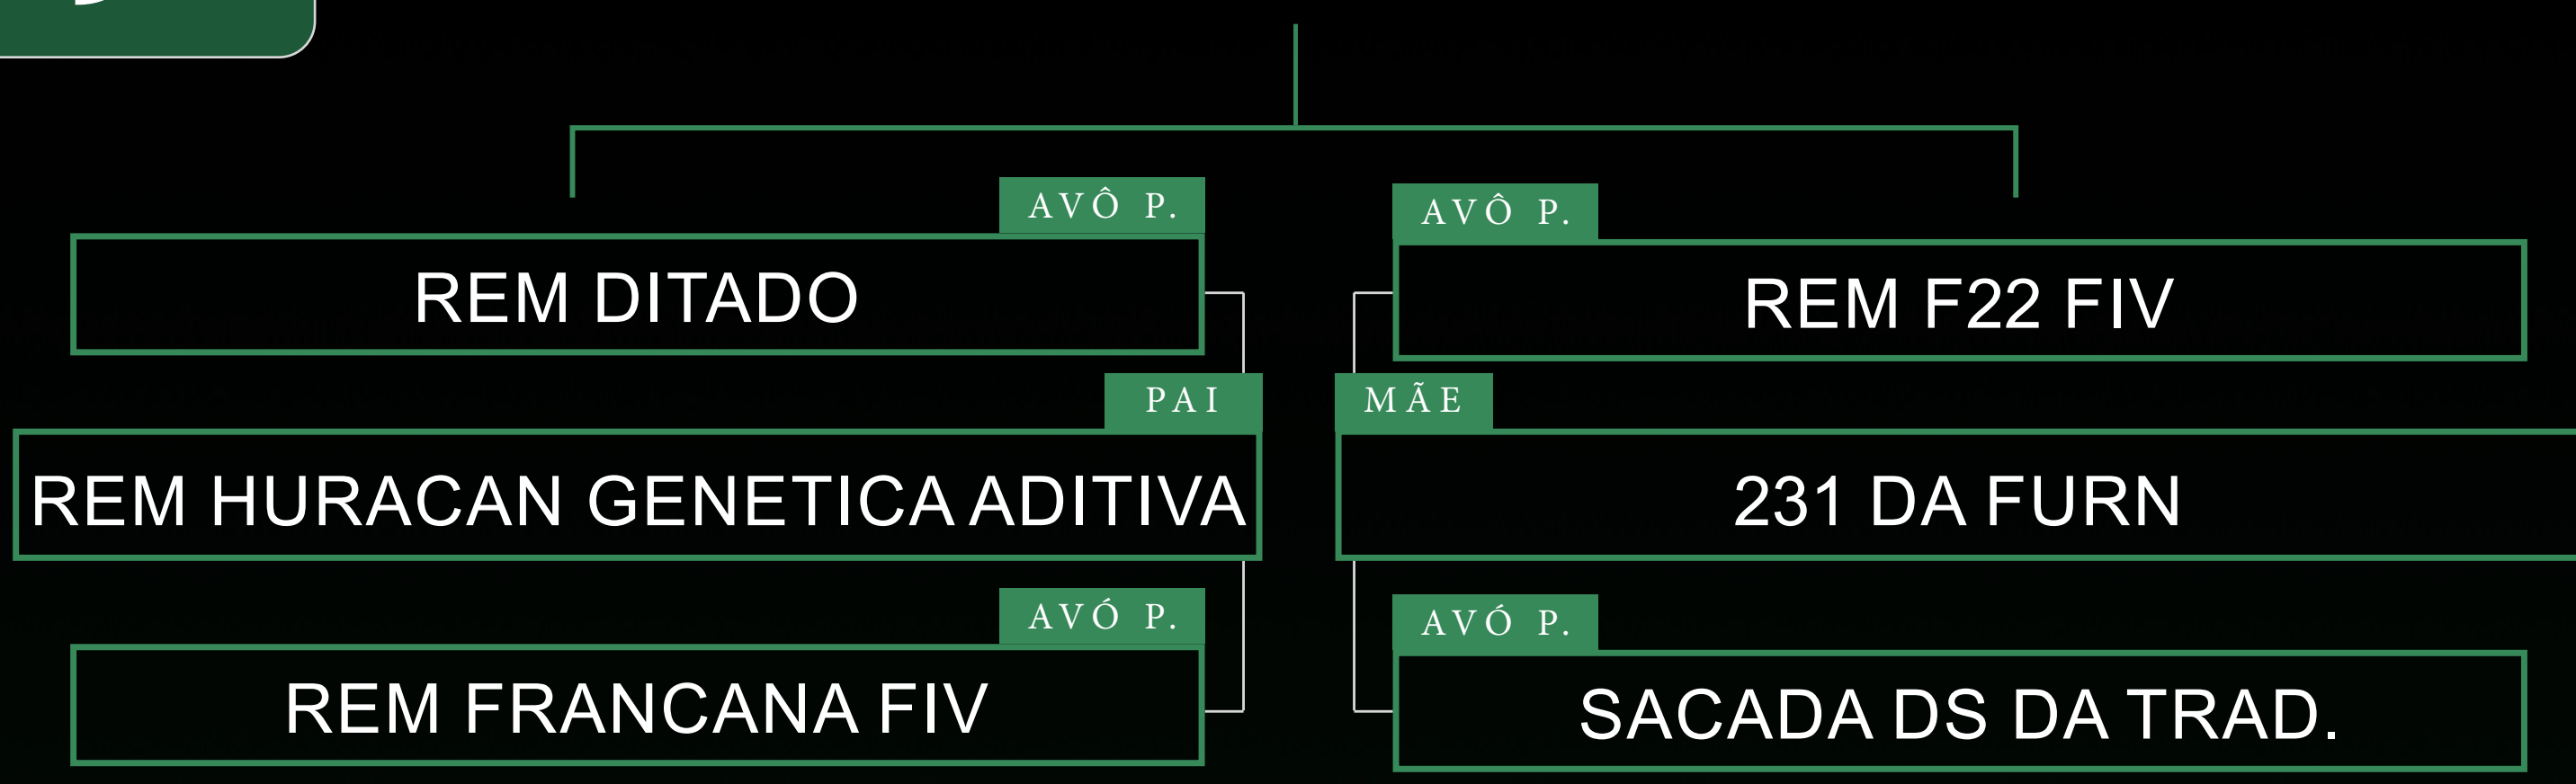 AVÔ P.
REM DITADO
PAI
REM HURACAN GENETICA ADITIVA
AVÓ P.
REM FRANCANA FIV
AVÔ P.
REM F22 FIV
MÃE
231 DA FURN
AVÓ P.
SACADA DS DA TRAD.